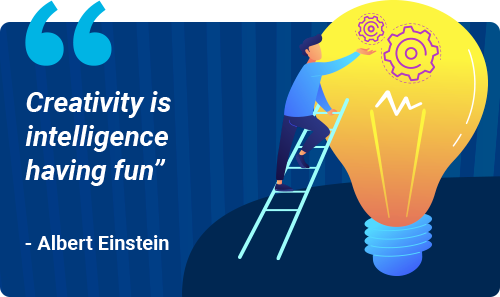 “
Creativity is
intelligence
having fun”
- Albert Einstein